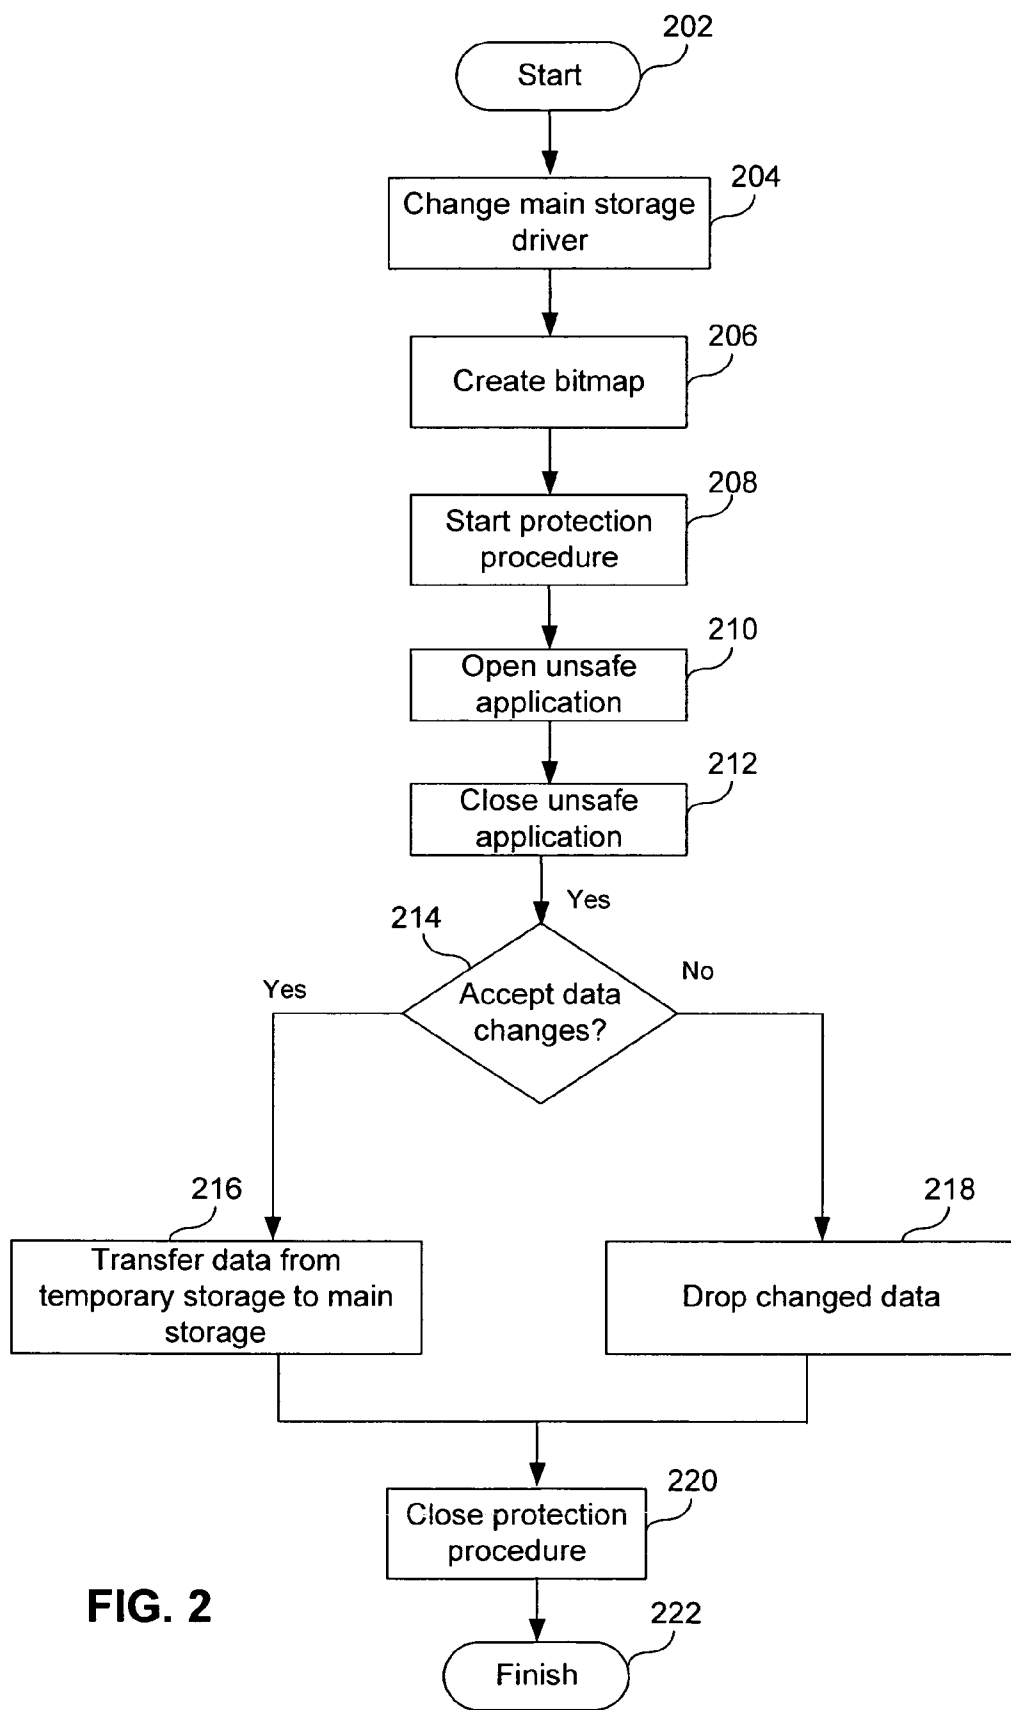 202
Start
204
Change main storage
driver
206
Create bitmap
208
Start protection
procedure
210
Open unsafe
application
212
Close unsafe
application
Yes
214
Accept data
changes?
Yes
No
216
Transfer data from
temporary storage to main
storage
218
Drop changed data
220
Close protection
procedure
FIG. 2
222
Finish